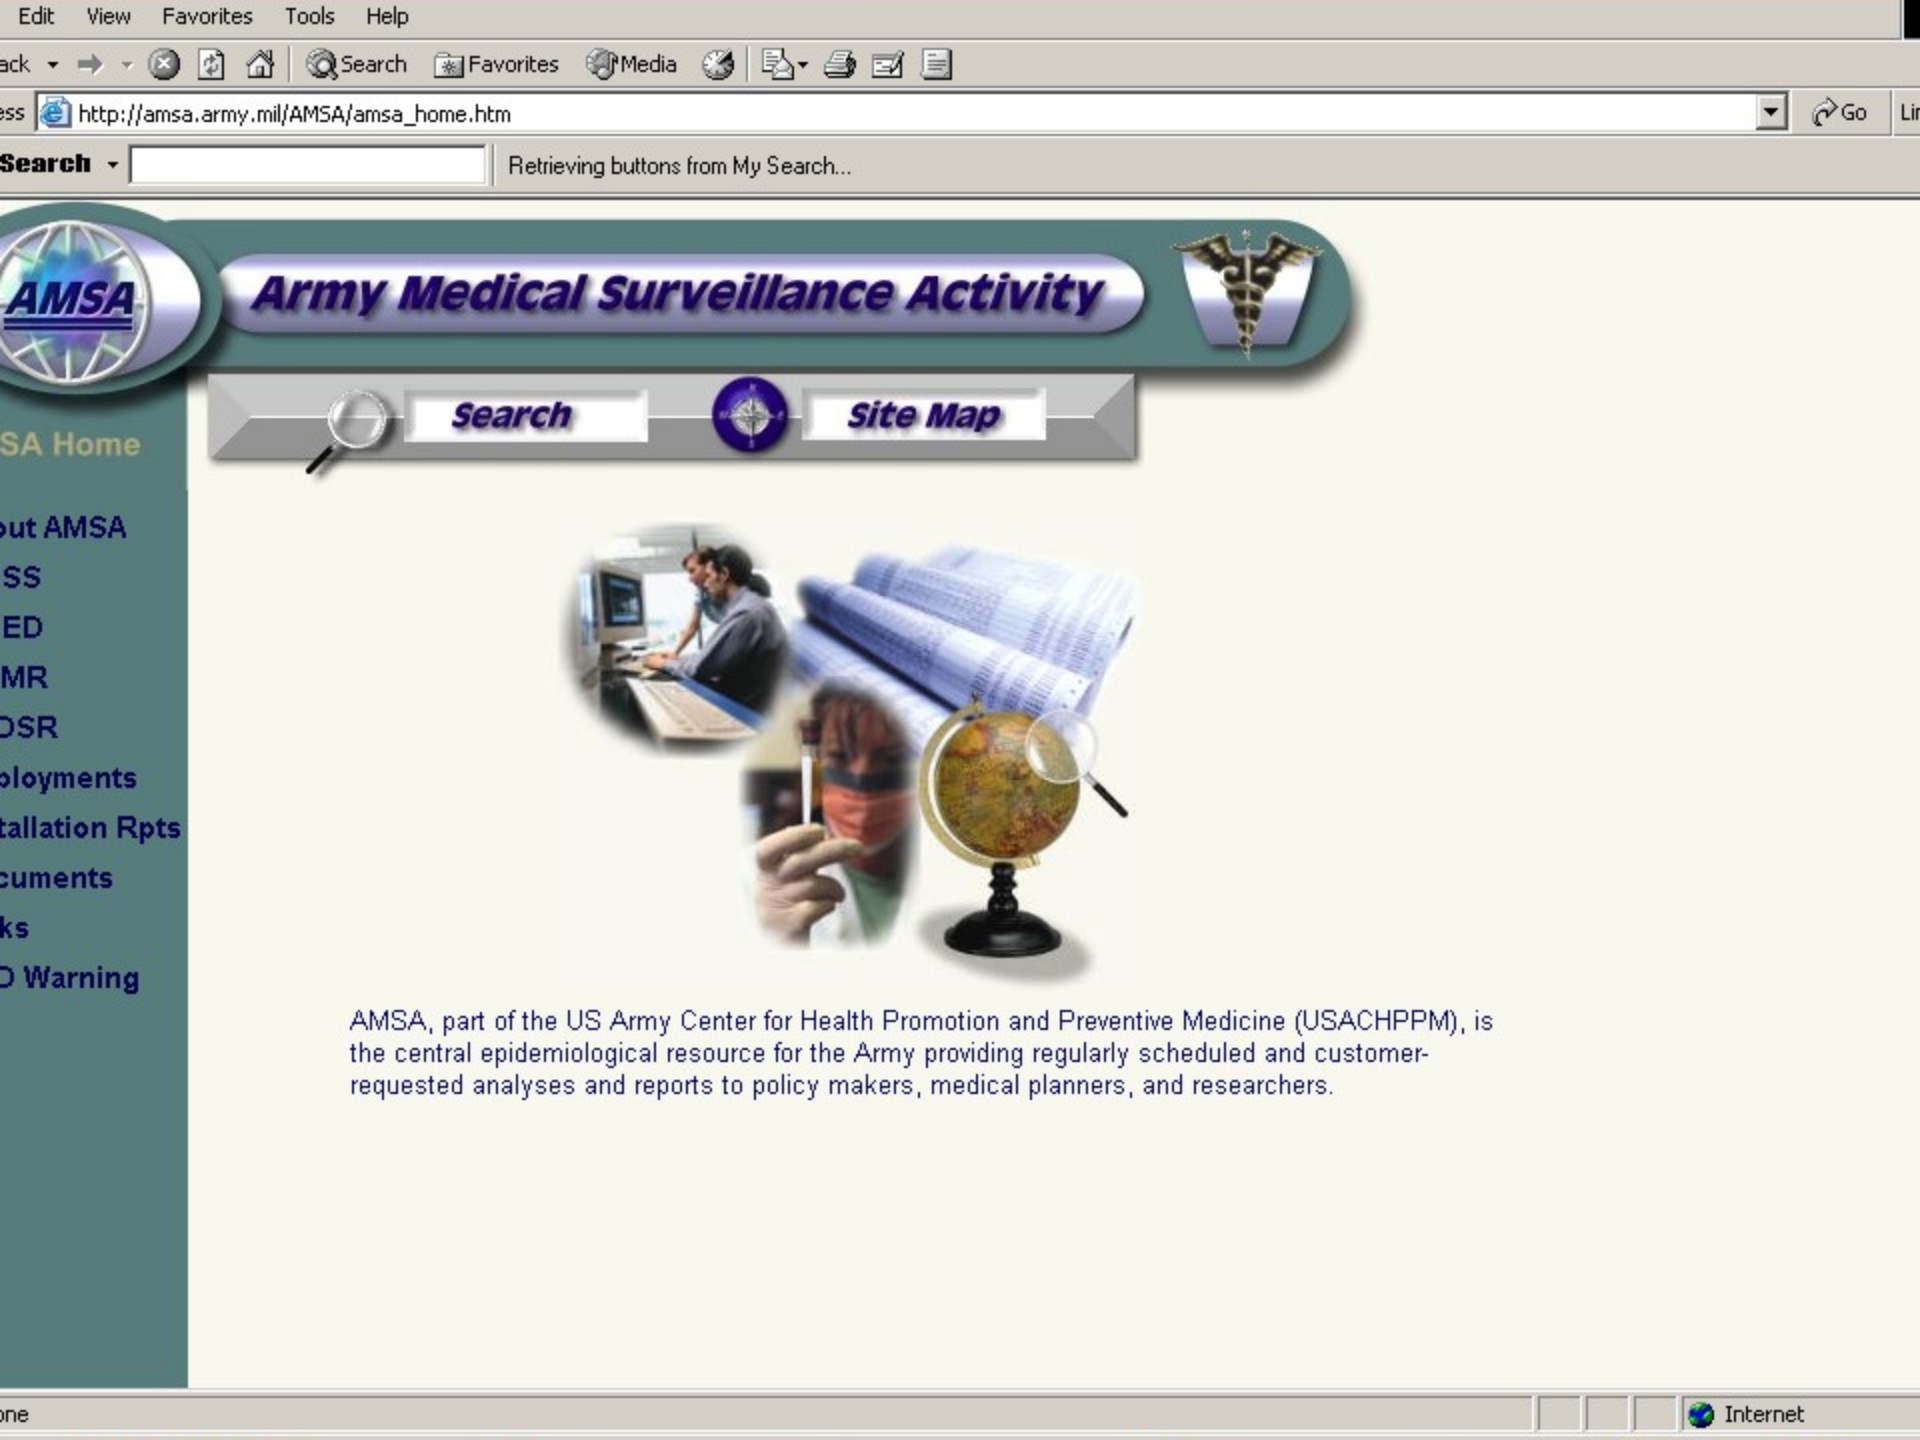 Edit View Favorites Tools Help
ack Search Favorites Media
ess http://amsa.army.mil/AMSA/amsa_home.htm Go Lin
Search Retrieving buttons from My Search...
AMSA Army Medical Surveillance Activity
Search Site Map
SA Home
out AMSA
SS
ED
MR
DSR
ployments
tallation Rpts
cuments
ks
D Warning
AMSA, part of the US Army Center for Health Promotion and Preventive Medicine (USACHPPM), is
the central epidemiological resource for the Army providing regularly scheduled and customer-
requested analyses and reports to policy makers, medical planners, and researchers.
one Internet